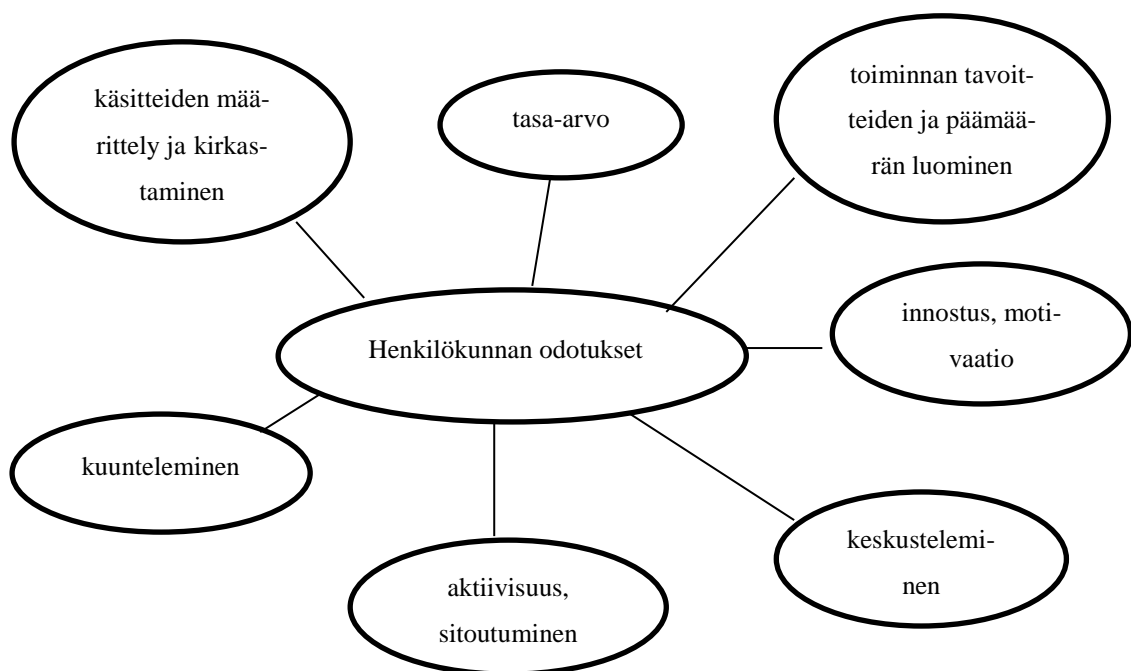 käsitteiden mää-
rittely ja kirkas-
taminen
tasa-arvo
toiminnan tavoit-
teiden ja päämää-
rän luominen
innostus, moti-
vaatio
Henkilökunnan odotukset
kuunteleminen
aktiivisuus,
sitoutuminen
keskustelemi-
nen